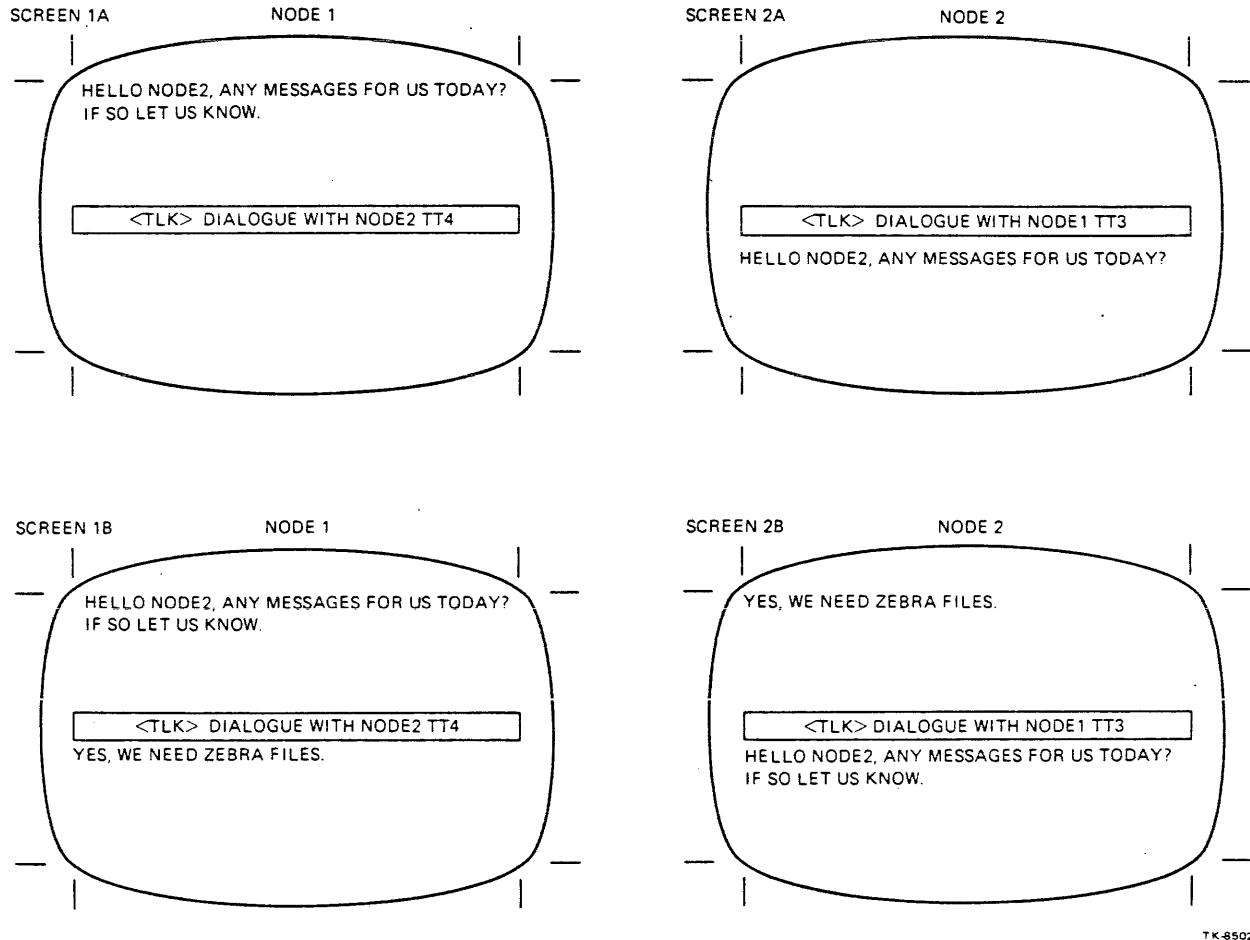 SCREEN 1A NODE 1
HELLO NODE2, ANY MESSAGES FOR US TODAY?
IF SO LET US KNOW.
<TLK> DIALOGUE WITH NODE2 TT4
SCREEN 2A NODE 2
<TLK> DIALOGUE WITH NODE1 TT3
HELLO NODE2, ANY MESSAGES FOR US TODAY?
SCREEN 1B NODE 1
HELLO NODE2, ANY MESSAGES FOR US TODAY?
IF SO LET US KNOW.
<TLK> DIALOGUE WITH NODE2 TT4
YES, WE NEED ZEBRA FILES.
SCREEN 2B NODE 2
YES, WE NEED ZEBRA FILES.
<TLK> DIALOGUE WITH NODE1 TT3
HELLO NODE2, ANY MESSAGES FOR US TODAY?
IF SO LET US KNOW.
TK-8502